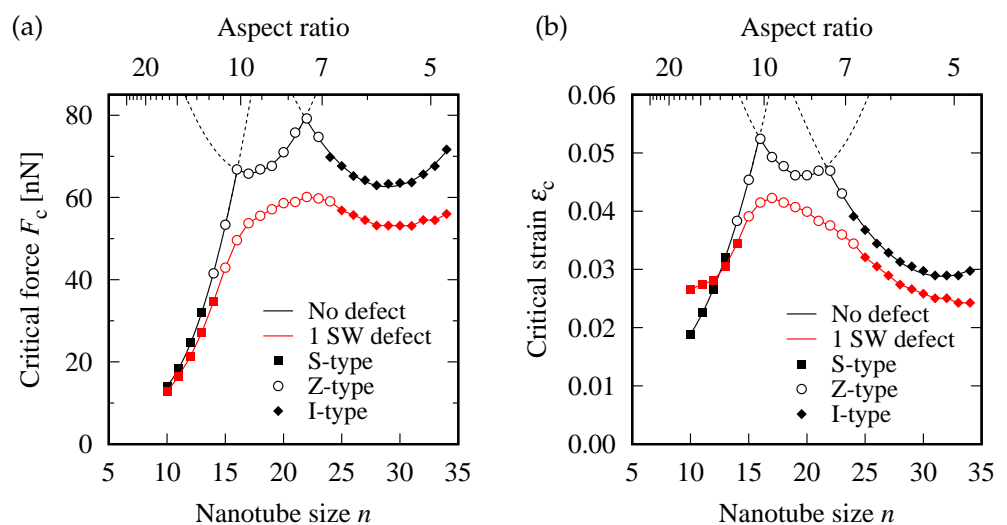 (a)
Aspect ratio
20 10 7 5
80
60
40
20
0
Critical force Fc [nN]
No defect
1 SW defect
S-type
Z-type
I-type
5 10 15 20 25 30 35
Nanotube size n
(b)
Aspect ratio
20 10 7 5
0.06
0.05
0.04
0.03
0.02
0.01
0.00
Critical strain εc
No defect
1 SW defect
S-type
Z-type
I-type
5 10 15 20 25 30 35
Nanotube size n